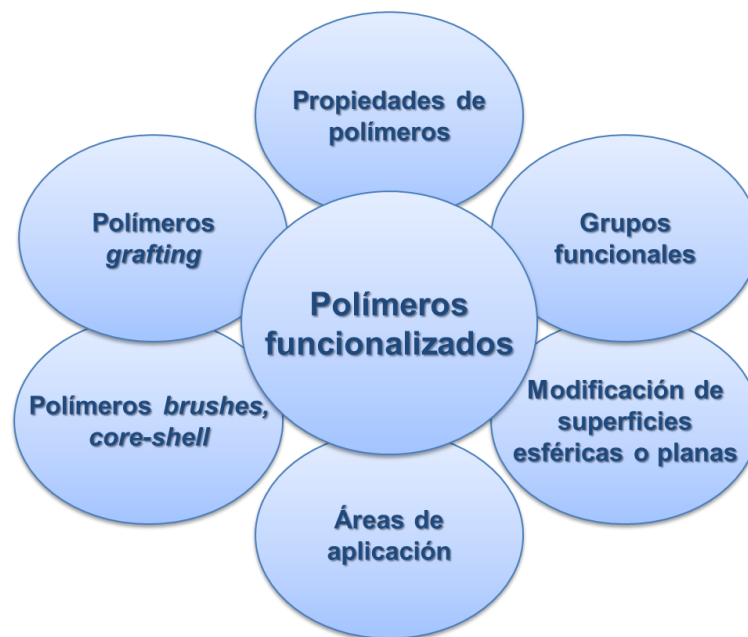 Propiedades de
polímeros
Polímeros
grafting
Grupos
funcionales
Polímeros
funcionalizados
Polímeros brushes,
core-shell
Modificación de
superficies
esféricas o planas
Áreas de
aplicación